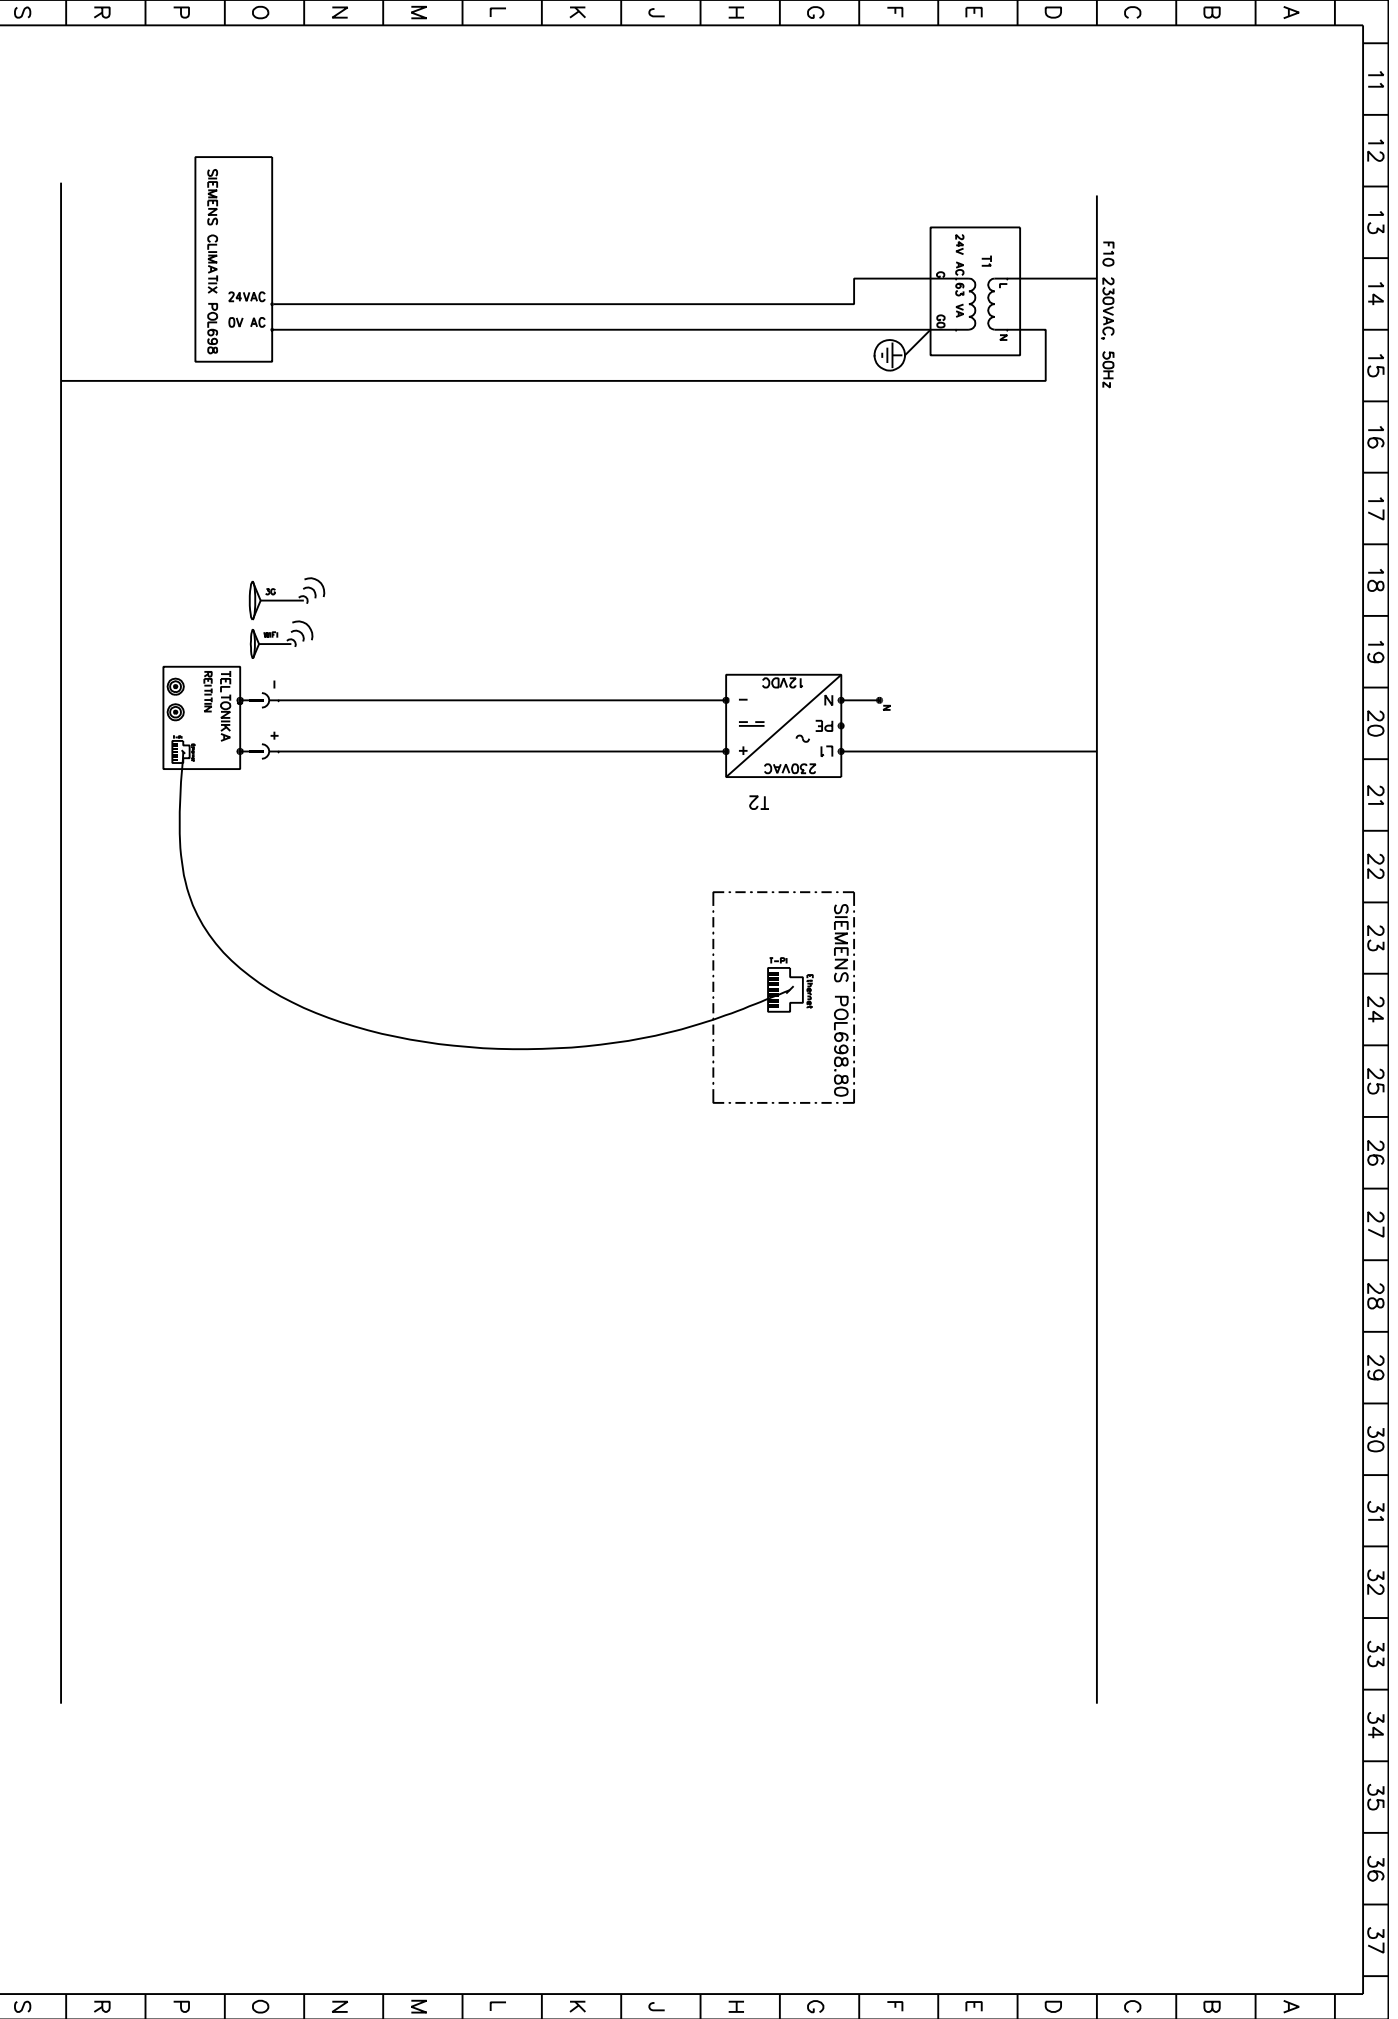 11 12 13 14 15 16 17 18 19 20 21 22 23 24 25 26 27 28 29 30 31 32 33 34 35 36 37
A A
B B
C C
D D
E E
F F
G G
H H
J J
K K
L L
M M
N N
O O
P P
R R
S S
F10 230VAC, 50Hz
T1
L
N
24V AC 63 VA
G
G0
24VAC
0V AC
SIEMENS CLIMATIX POL698
N
N
PE
L1
230VAC
12VDC
-
+
T2
3G
WIFI
-
+
TELTONIKA
REITITIN
SIEMENS POL698.80
Ethernet
T-PI